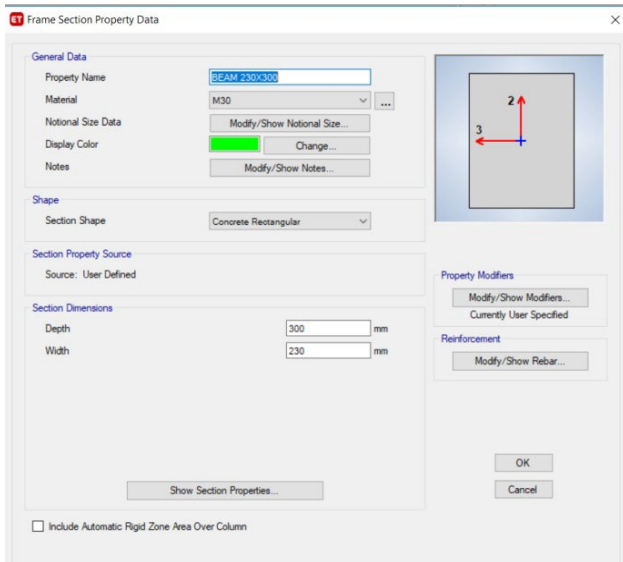 ET Frame Section Property Data
General Data
Property Name BEAM 230X300
Material M30 ...
Notional Size Data Modify/Show Notional Size...
Display Color Change...
Notes Modify/Show Notes...
Shape
Section Shape Concrete Rectangular
Section Property Source
Source: User Defined
Section Dimensions
Depth 300 mm
Width 230 mm
Show Section Properties...
Include Automatic Rigid Zone Area Over Column
2
3
Property Modifiers
Modify/Show Modifiers...
Currently User Specified
Reinforcement
Modify/Show Rebar...
OK
Cancel